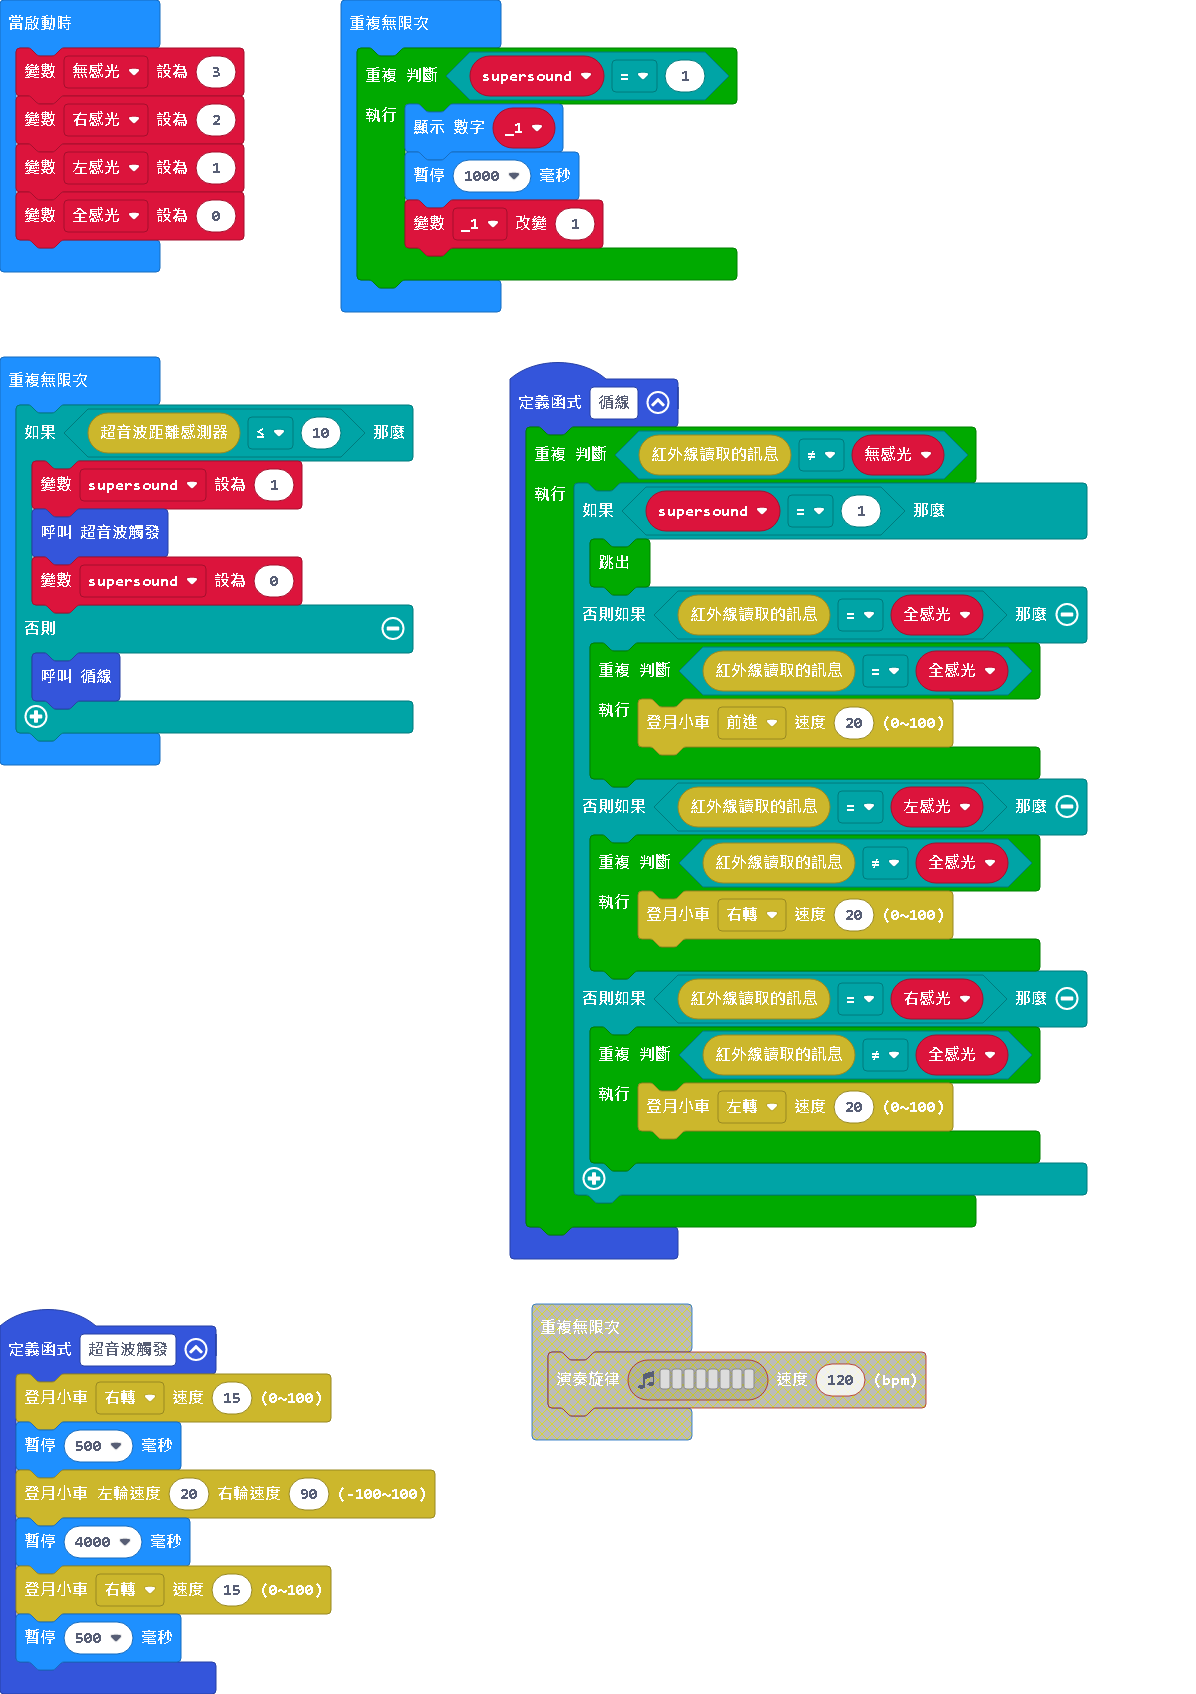 當啟動時
變數 無感光 設為 3
變數 右感光 設為 2
變數 左感光 設為 1
變數 全感光 設為 0
重複無限次
重複 判斷 supersound = 1
執行
顯示 數字 _1
暫停 1000 毫秒
變數 _1 改變 1
重複無限次
如果 超音波距離感測器 ≤ 10 那麼
變數 supersound 設為 1
呼叫 超音波觸發
變數 supersound 設為 0
否則
呼叫 循線
定義函式 循線
重複 判斷 紅外線讀取的訊息 ≠ 無感光
執行
如果 supersound = 1 那麼
跳出
否則如果 紅外線讀取的訊息 = 全感光 那麼
重複 判斷 紅外線讀取的訊息 = 全感光
執行
登月小車 前進 速度 20 (0~100)
否則如果 紅外線讀取的訊息 = 左感光 那麼
重複 判斷 紅外線讀取的訊息 ≠ 全感光
執行
登月小車 右轉 速度 20 (0~100)
否則如果 紅外線讀取的訊息 = 右感光 那麼
重複 判斷 紅外線讀取的訊息 ≠ 全感光
執行
登月小車 左轉 速度 20 (0~100)
定義函式 超音波觸發
登月小車 右轉 速度 15 (0~100)
暫停 500 毫秒
登月小車 左輪速度 20 右輪速度 90 (-100~100)
暫停 4000 毫秒
登月小車 右轉 速度 15 (0~100)
暫停 500 毫秒
重複無限次
演奏旋律 速度 120 (bpm)